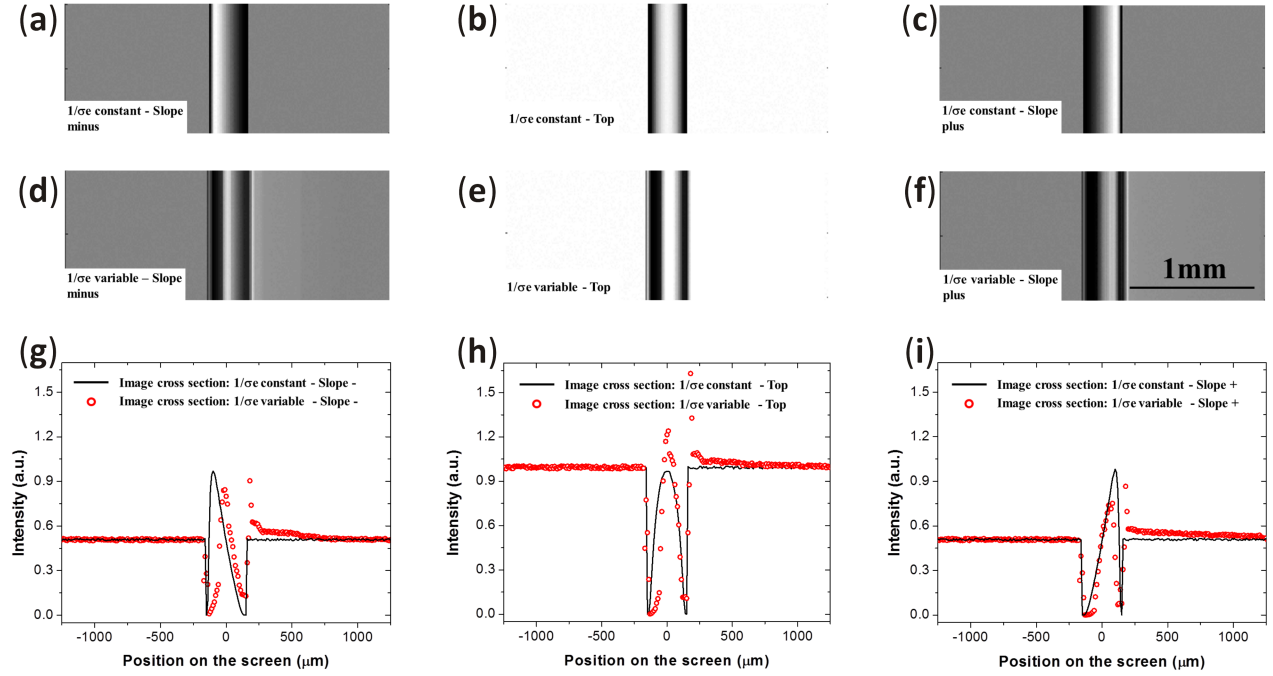 (a)
(b)
(c)
1/σe constant - Slope
minus
1/σe constant - Top
1/σe constant - Slope
plus
(d)
(e)
(f)
1/σe variable – Slope
minus
1/σe variable - Top
1/σe variable - Slope
plus
1mm
(g)
Image cross section: 1/σe constant - Slope -
Image cross section: 1/σe variable - Slope -
1.5
1.2
0.9
0.6
0.3
0.0
Intensity (a.u.)
-1000
-500
0
500
1000
Position on the screen (μm)
(h)
Image cross section: 1/σe constant - Top
Image cross section: 1/σe variable - Top
1.5
1.2
0.9
0.6
0.3
0.0
Intensity (a.u.)
-1000
-500
0
500
1000
Position on the screen (μm)
(i)
Image cross section: 1/σe constant - Slope +
Image cross section: 1/σe variable - Slope +
1.5
1.2
0.9
0.6
0.3
0.0
Intensity (a.u.)
-1000
-500
0
500
1000
Position on the screen (μm)